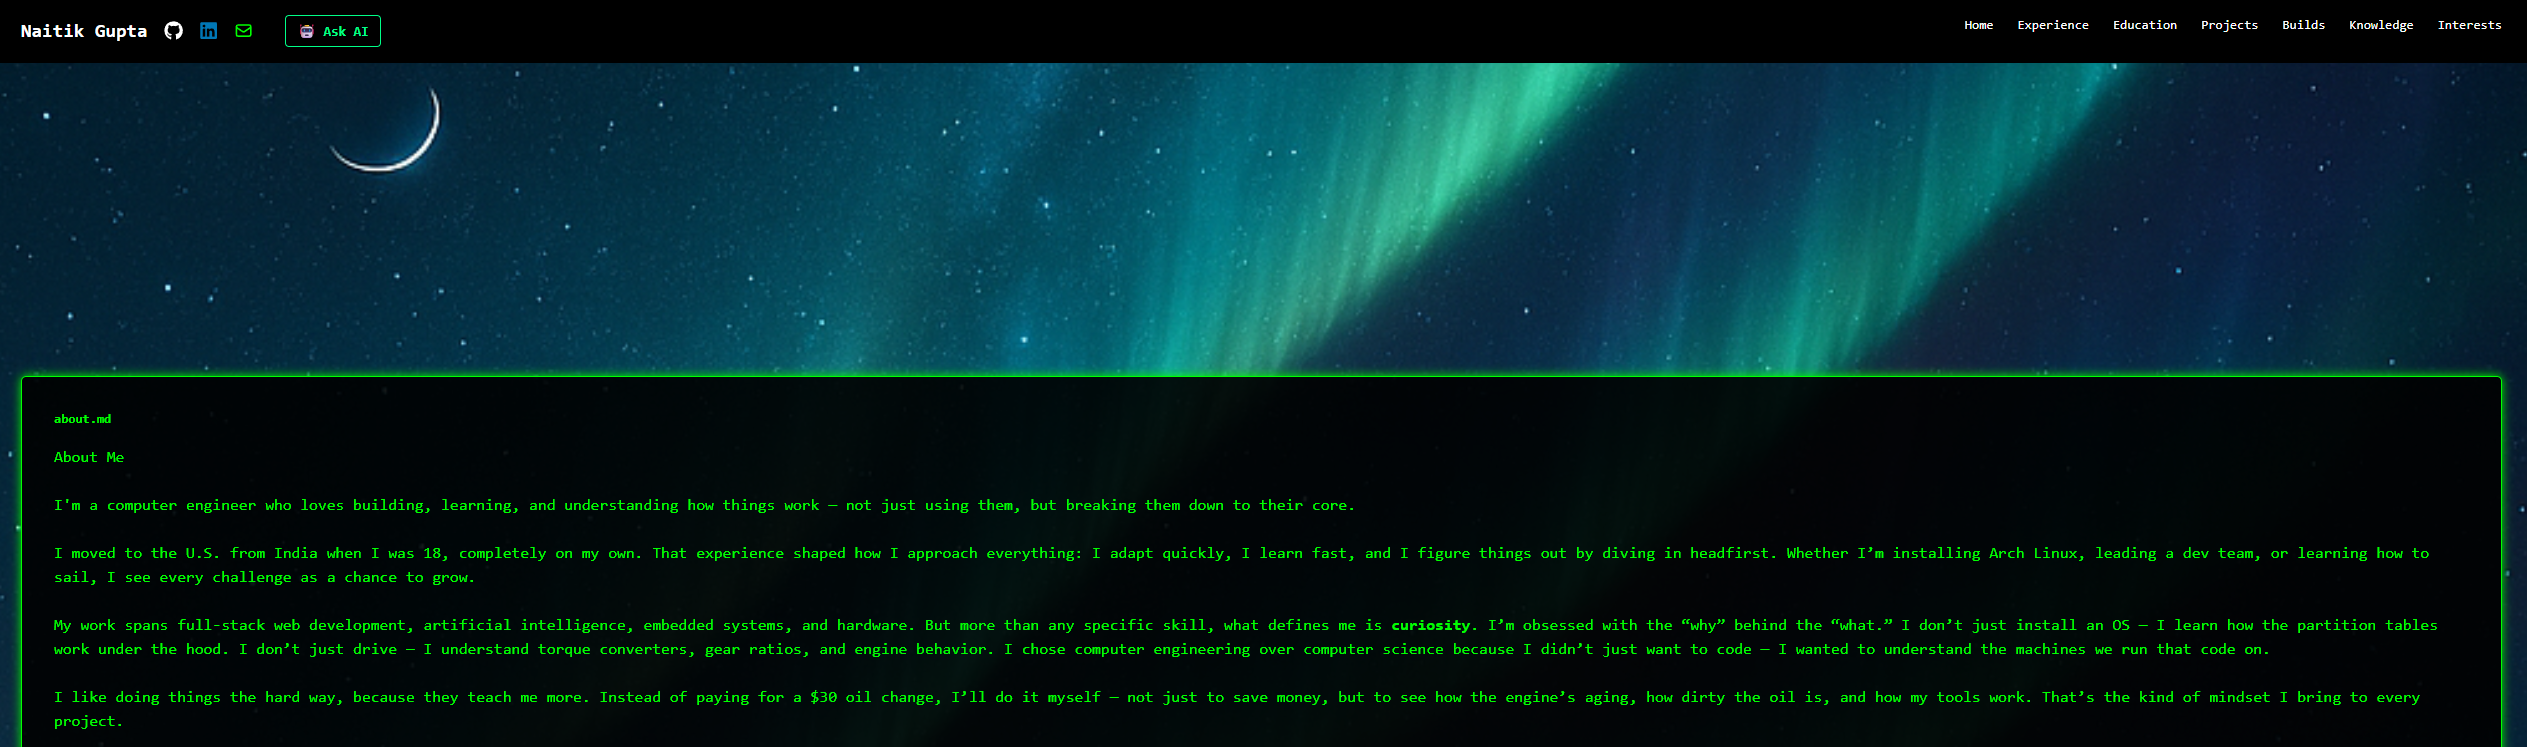 Naitik Gupta
Ask AI
Home Experience Education Projects Builds Knowledge Interests
about.md
About Me
I'm a computer engineer who loves building, learning, and understanding how things work — not just using them, but breaking them down to their core.
I moved to the U.S. from India when I was 18, completely on my own. That experience shaped how I approach everything: I adapt quickly, I learn fast, and I figure things out by diving in headfirst. Whether I’m installing Arch Linux, leading a dev team, or learning how to
sail, I see every challenge as a chance to grow.
My work spans full-stack web development, artificial intelligence, embedded systems, and hardware. But more than any specific skill, what defines me is curiosity. I’m obsessed with the “why” behind the “what.” I don’t just install an OS — I learn how the partition tables
work under the hood. I don’t just drive — I understand torque converters, gear ratios, and engine behavior. I chose computer engineering over computer science because I didn’t just want to code — I wanted to understand the machines we run that code on.
I like doing things the hard way, because they teach me more. Instead of paying for a $30 oil change, I’ll do it myself — not just to save money, but to see how the engine’s aging, how dirty the oil is, and how my tools work. That’s the kind of mindset I bring to every
project.